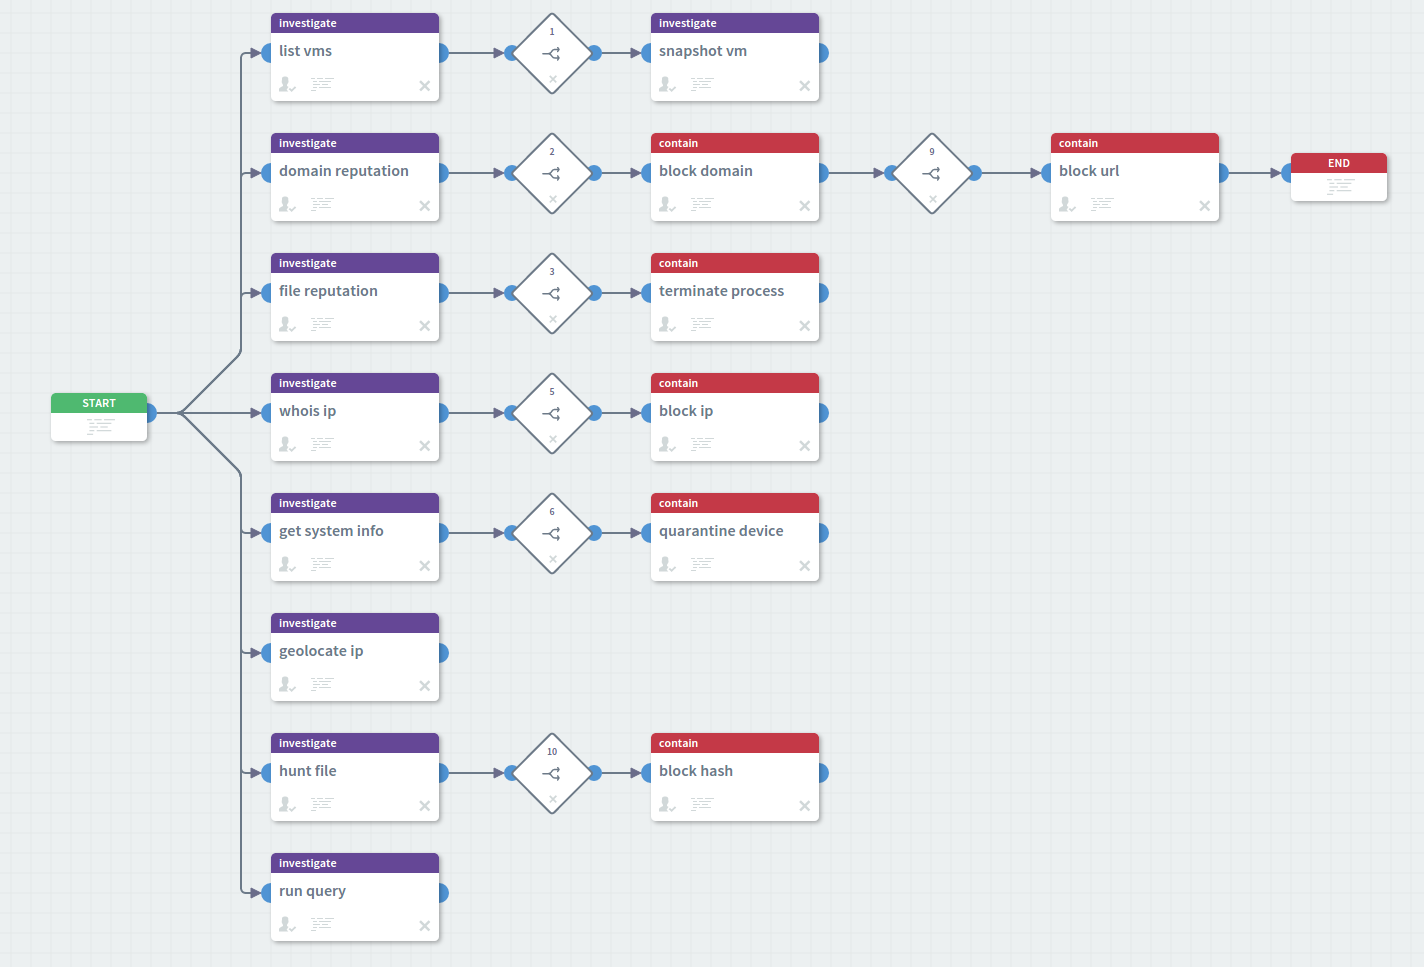 investigate
list vms
1
investigate
snapshot vm
investigate
domain reputation
2
contain
block domain
9
contain
block url
END
investigate
file reputation
3
contain
terminate process
START
investigate
whois ip
5
contain
block ip
investigate
get system info
6
contain
quarantine device
investigate
geolocate ip
investigate
hunt file
10
contain
block hash
investigate
run query